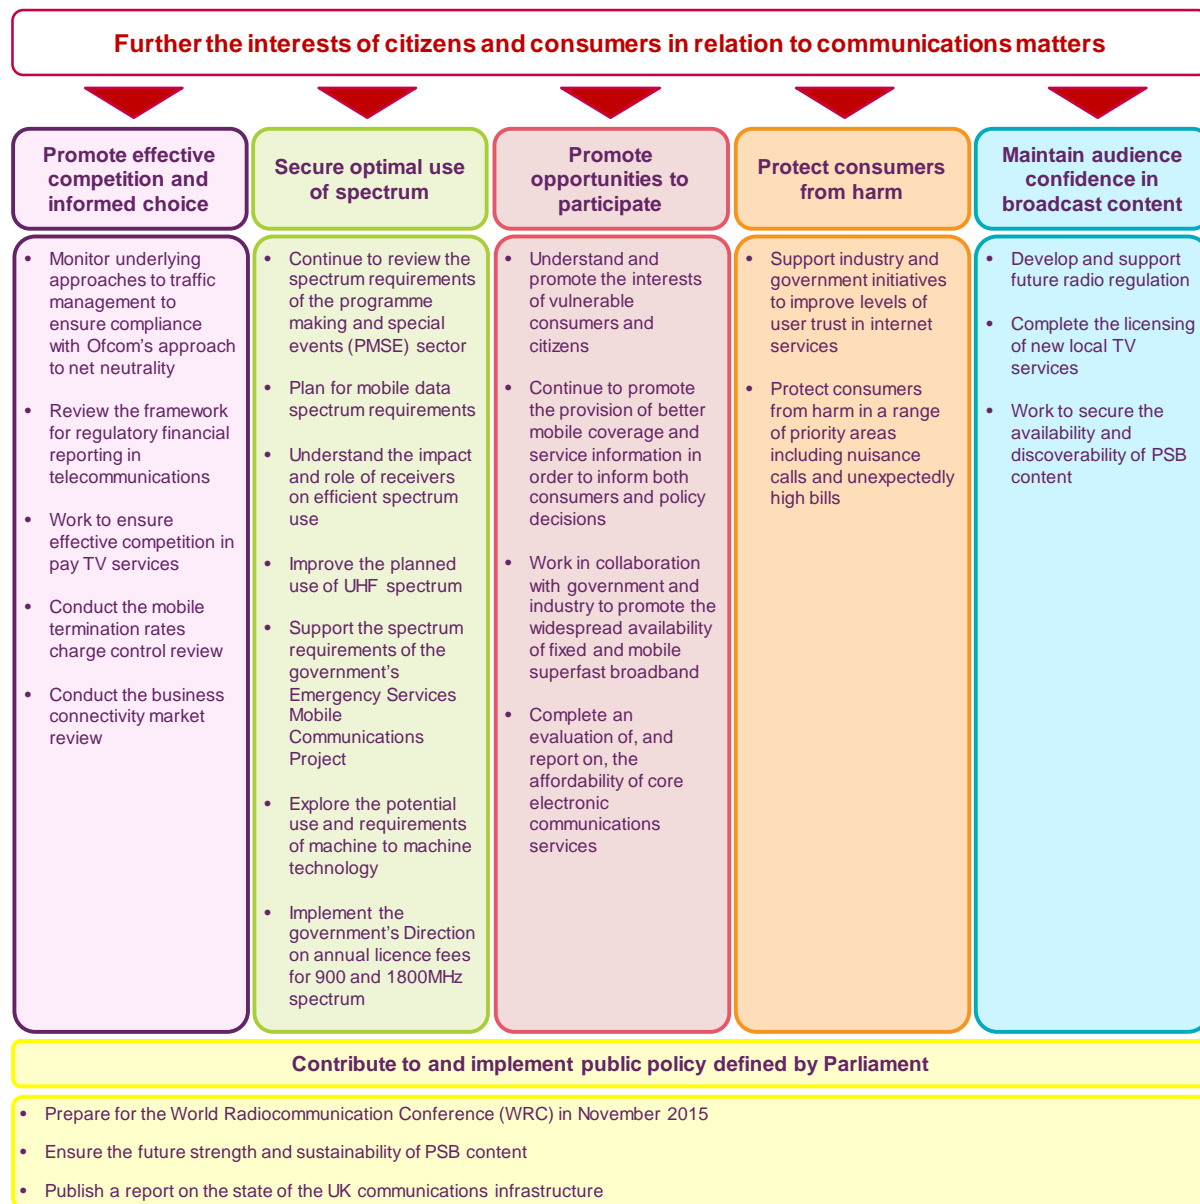 Further the interests of citizens and consumers in relation to communications matters
Promote effective
competition and
informed choice
• Monitor underlying
approaches to traffic
management to
ensure compliance
with Ofcom’s approach
to net neutrality
• Review the framework
for regulatory financial
reporting in
telecommunications
• Work to ensure
effective competition in
pay TV services
• Conduct the mobile
termination rates
charge control review
• Conduct the business
connectivity market
review
Secure optimal use
of spectrum
• Continue to review the
spectrum requirements
of the programme
making and special
events (PMSE) sector
• Plan for mobile data
spectrum requirements
• Understand the impact
and role of receivers
on efficient spectrum
use
• Improve the planned
use of UHF spectrum
• Support the spectrum
requirements of the
government’s
Emergency Services
Mobile
Communications
Project
• Explore the potential
use and requirements
of machine to machine
technology
• Implement the
government’s Direction
on annual licence fees
for 900 and 1800MHz
spectrum
Promote
opportunities to
participate
• Understand and
promote the interests
of vulnerable
consumers and
citizens
• Continue to promote
the provision of better
mobile coverage and
service information in
order to inform both
consumers and policy
decisions
• Work in collaboration
with government and
industry to promote the
widespread availability
of fixed and mobile
superfast broadband
• Complete an
evaluation of, and
report on, the
affordability of core
electronic
communications
services
Protect consumers
from harm
• Support industry and
government initiatives
to improve levels of
user trust in internet
services
• Protect consumers
from harm in a range
of priority areas
including nuisance
calls and unexpectedly
high bills
Maintain audience
confidence in
broadcast content
• Develop and support
future radio regulation
• Complete the licensing
of new local TV
services
• Work to secure the
availability and
discoverability of PSB
content
Contribute to and implement public policy defined by Parliament
• Prepare for the World Radiocommunication Conference (WRC) in November 2015
• Ensure the future strength and sustainability of PSB content
• Publish a report on the state of the UK communications infrastructure